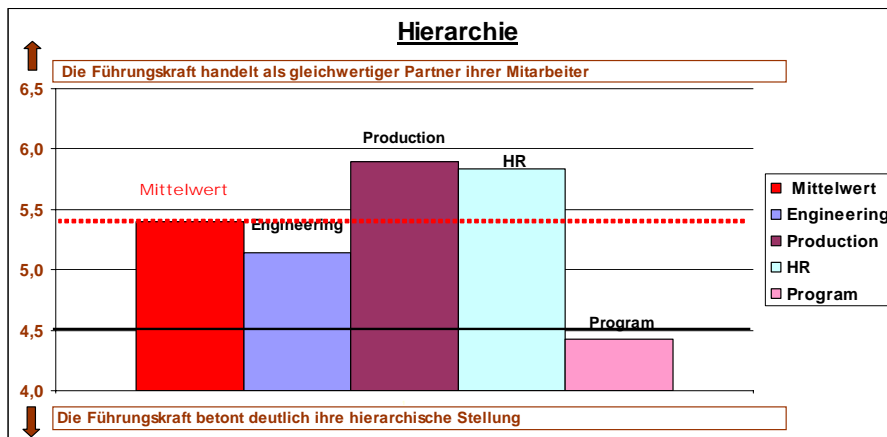 Hierarchie
Die Führungskraft handelt als gleichwertiger Partner ihrer Mitarbeiter
6,5
6,0
5,5
5,0
4,5
4,0
Mittelwert
Engineering
Production
HR
Program
Mittelwert
Engineering
Production
HR
Program
Die Führungskraft betont deutlich ihre hierarchische Stellung